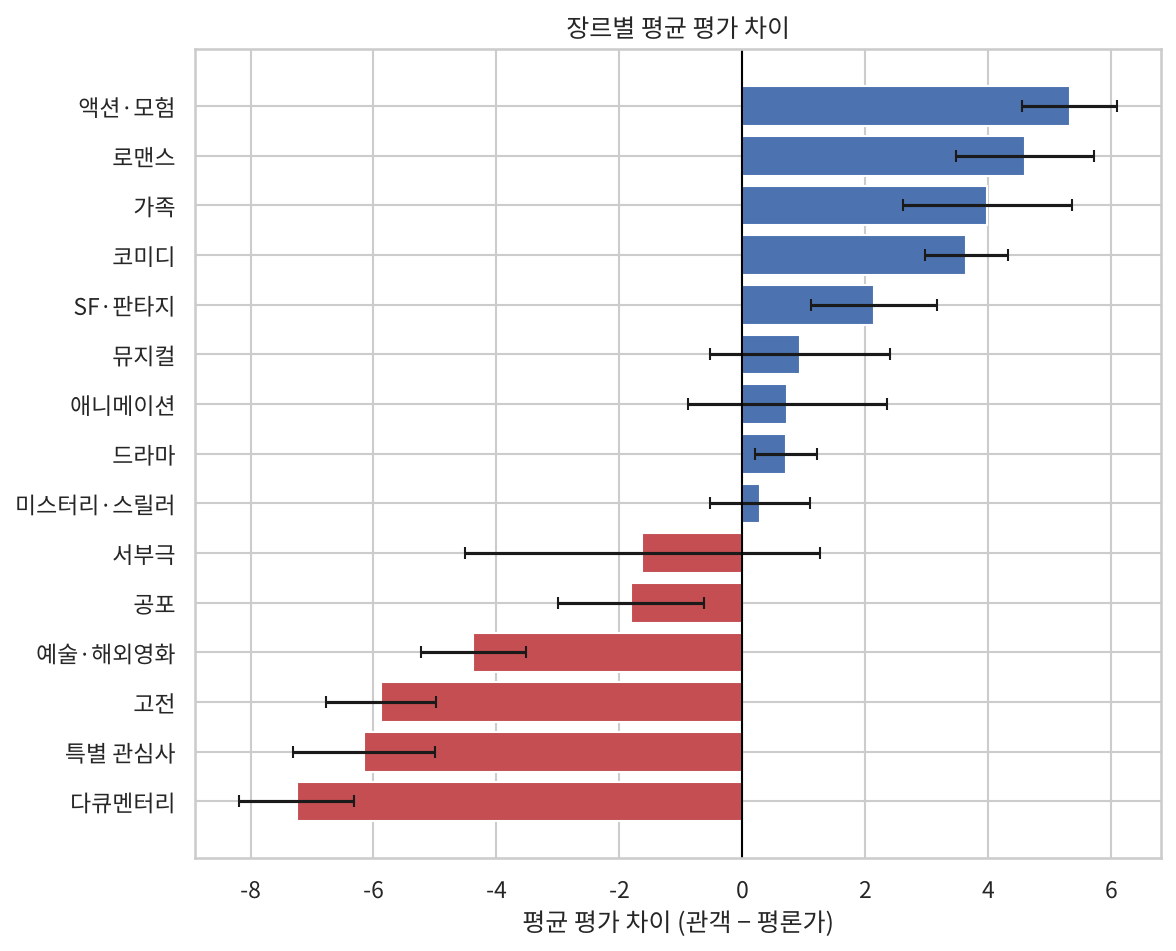 장르별 평균 평가 차이
액션·모험
로맨스
가족
코미디
SF·판타지
뮤지컬
애니메이션
드라마
미스터리·스릴러
서부극
공포
예술·해외영화
고전
특별 관심사
다큐멘터리
-8 -6 -4 -2 0 2 4 6
평균 평가 차이 (관객 − 평론가)